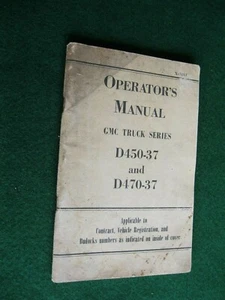 OPERATOR'S
MANUAL
GMC TRUCK SERIES
D450-37
and
D470-37
Applicable to
Contract, Vehicle Registration, and
numbers as indicated on inside of cover